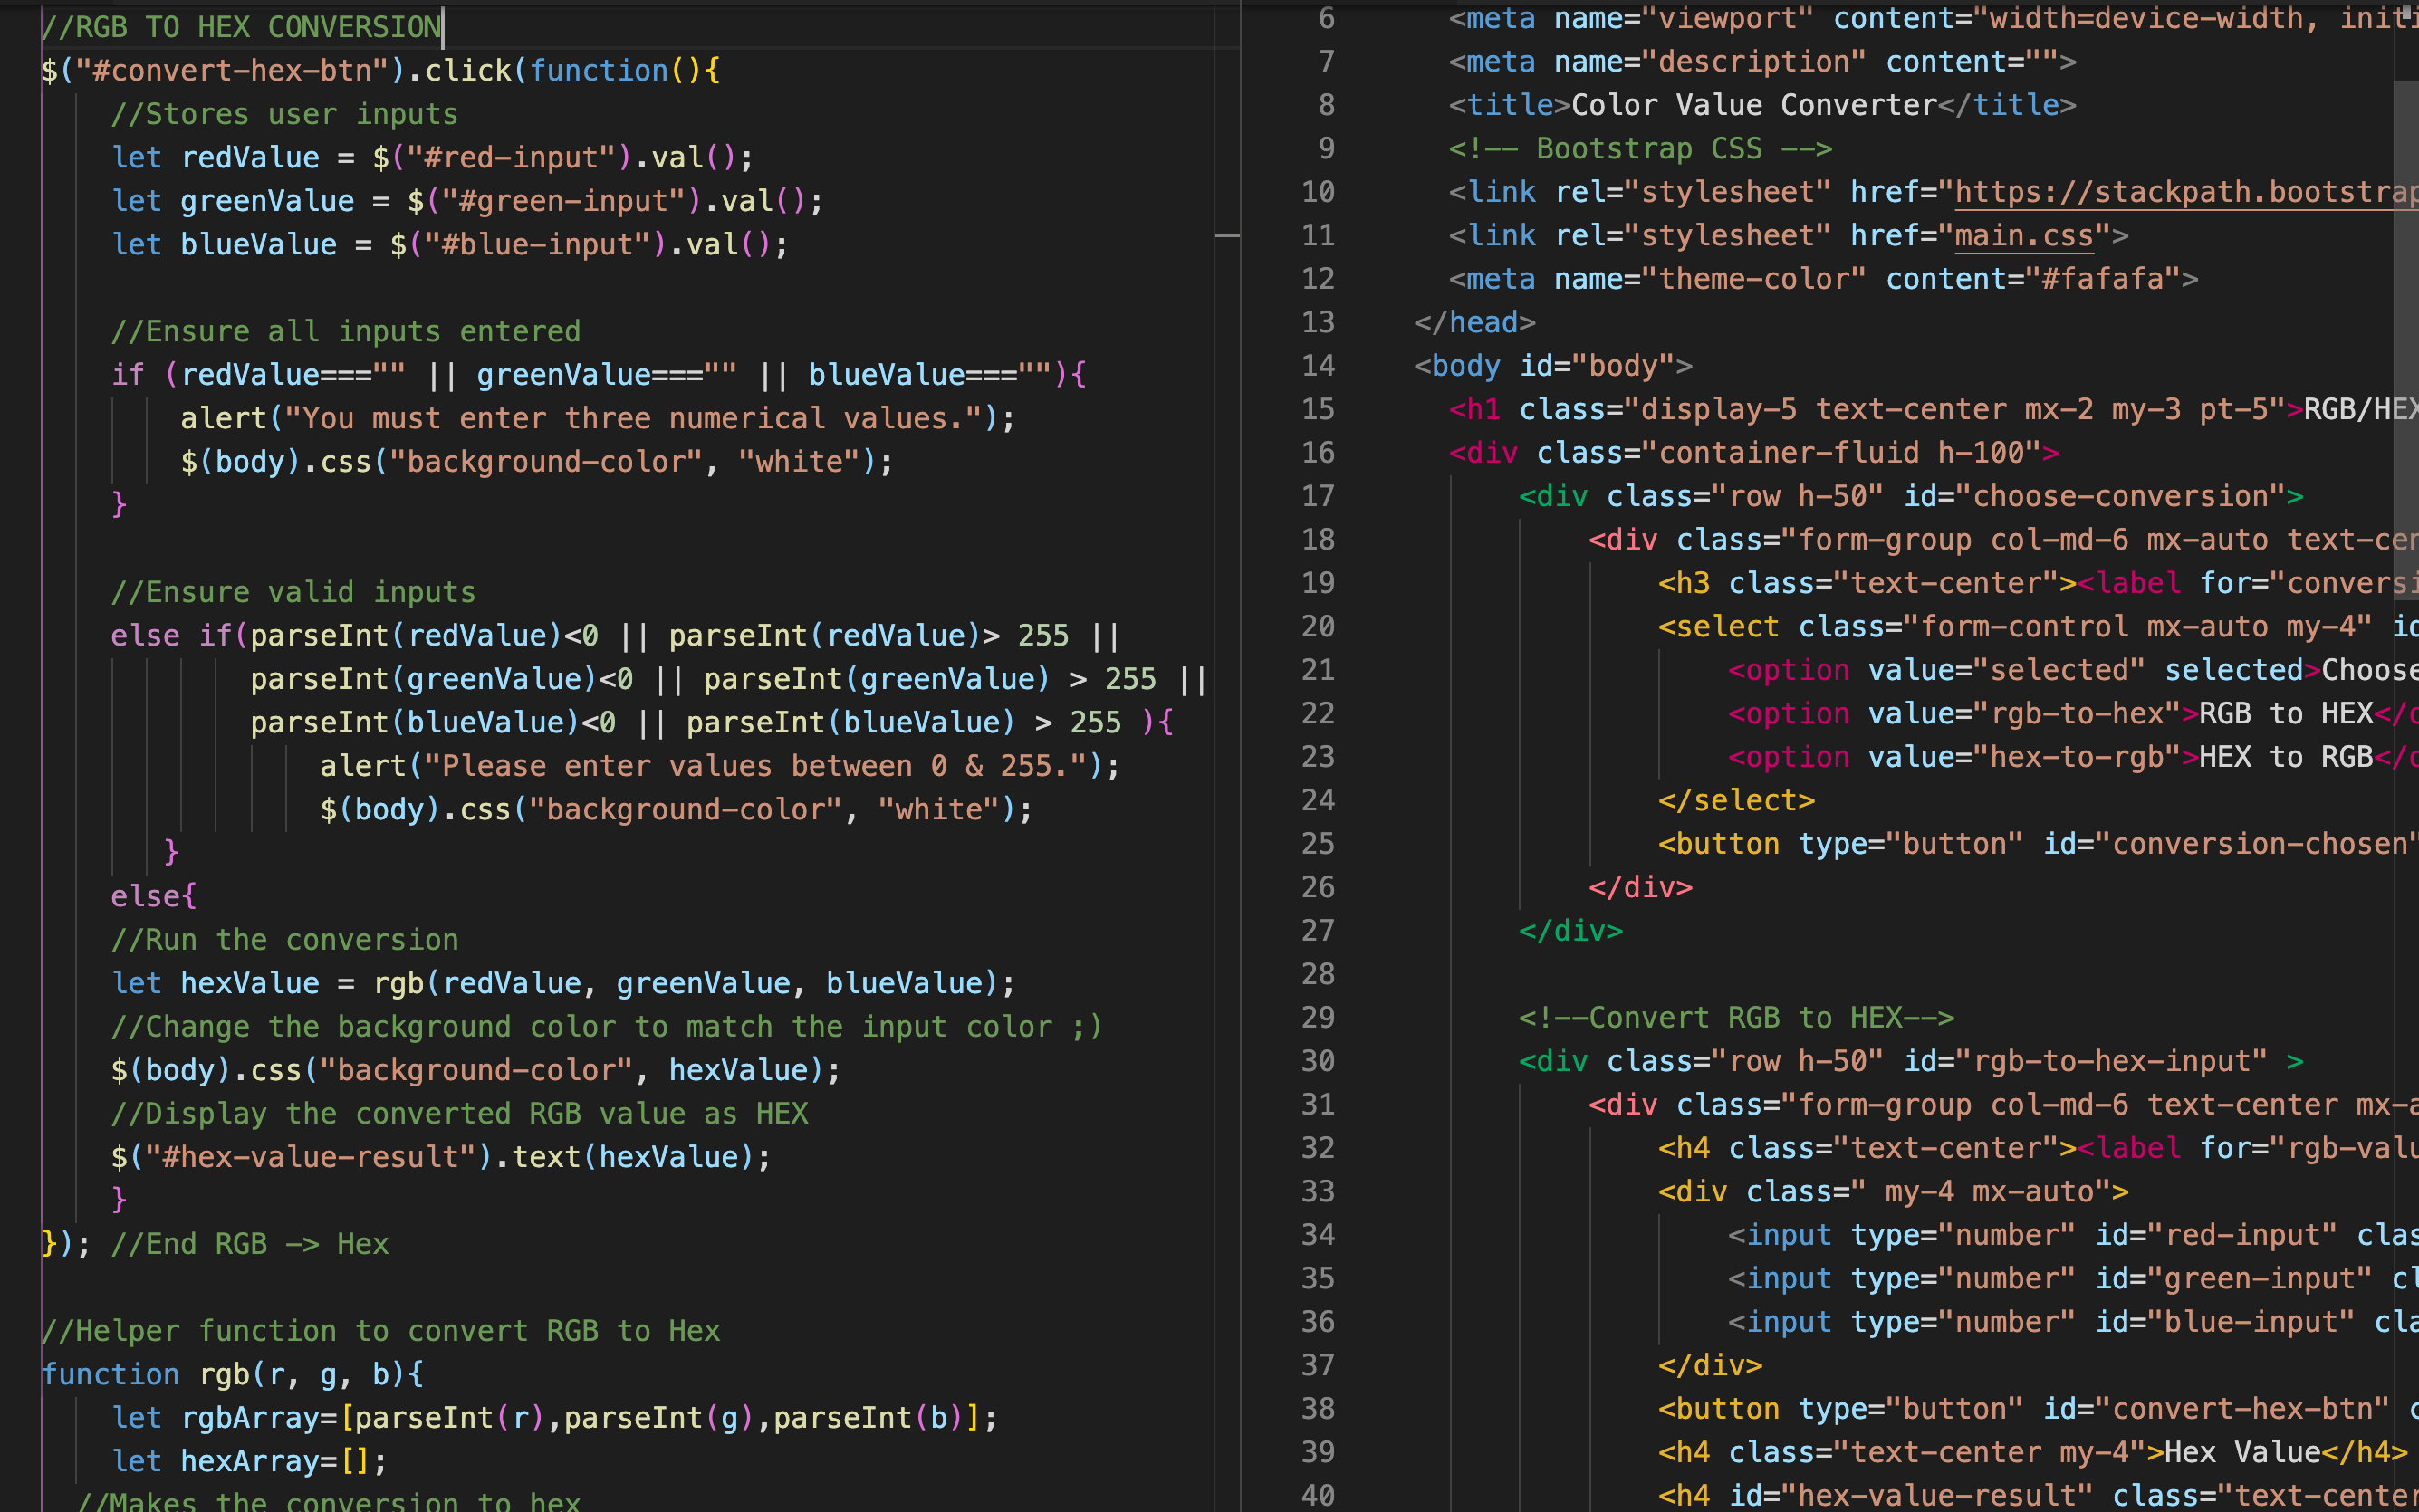 //RGB TO HEX CONVERSION
$("#convert-hex-btn").click(function(){
//Stores user inputs
let redValue = $("#red-input").val();
let greenValue = $("#green-input").val();
let blueValue = $("#blue-input").val();
//Ensure all inputs entered
if (redValue==="" || greenValue==="" || blueValue===""){
alert("You must enter three numerical values.");
$(body).css("background-color", "white");
}
//Ensure valid inputs
else if(parseInt(redValue)<0 || parseInt(redValue)> 255 ||
parseInt(greenValue)<0 || parseInt(greenValue) > 255 ||
parseInt(blueValue)<0 || parseInt(blueValue) > 255 ){
alert("Please enter values between 0 & 255.");
$(body).css("background-color", "white");
}
else{
//Run the conversion
let hexValue = rgb(redValue, greenValue, blueValue);
//Change the background color to match the input color ;)
$(body).css("background-color", hexValue);
//Display the converted RGB value as HEX
$("#hex-value-result").text(hexValue);
}
}); //End RGB -> Hex
//Helper function to convert RGB to Hex
function rgb(r, g, b){
let rgbArray=[parseInt(r),parseInt(g),parseInt(b)];
let hexArray=[];
//Makes the conversion to hex
6 <meta name="viewport" content="width=device-width, initi
7 <meta name="description" content="">
8 <title>Color Value Converter</title>
9 <!-- Bootstrap CSS -->
10 <link rel="stylesheet" href="https://stackpath.bootstrap
11 <link rel="stylesheet" href="main.css">
12 <meta name="theme-color" content="#fafafa">
13 </head>
14 <body id="body">
15 <h1 class="display-5 text-center mx-2 my-3 pt-5">RGB/HEX
16 <div class="container-fluid h-100">
17 <div class="row h-50" id="choose-conversion">
18 <div class="form-group col-md-6 mx-auto text-cen
19 <h3 class="text-center"><label for="conversi
20 <select class="form-control mx-auto my-4" id
21 <option value="selected" selected>Choose
22 <option value="rgb-to-hex">RGB to HEX</o
23 <option value="hex-to-rgb">HEX to RGB</o
24 </select>
25 <button type="button" id="conversion-chosen"
26 </div>
27 </div>
28
29 <!--Convert RGB to HEX-->
30 <div class="row h-50" id="rgb-to-hex-input" >
31 <div class="form-group col-md-6 text-center mx-a
32 <h4 class="text-center"><label for="rgb-valu
33 <div class=" my-4 mx-auto">
34 <input type="number" id="red-input" clas
35 <input type="number" id="green-input" cl
36 <input type="number" id="blue-input" cla
37 </div>
38 <button type="button" id="convert-hex-btn" c
39 <h4 class="text-center my-4">Hex Value</h4>
40 <h4 id="hex-value-result" class="text-center